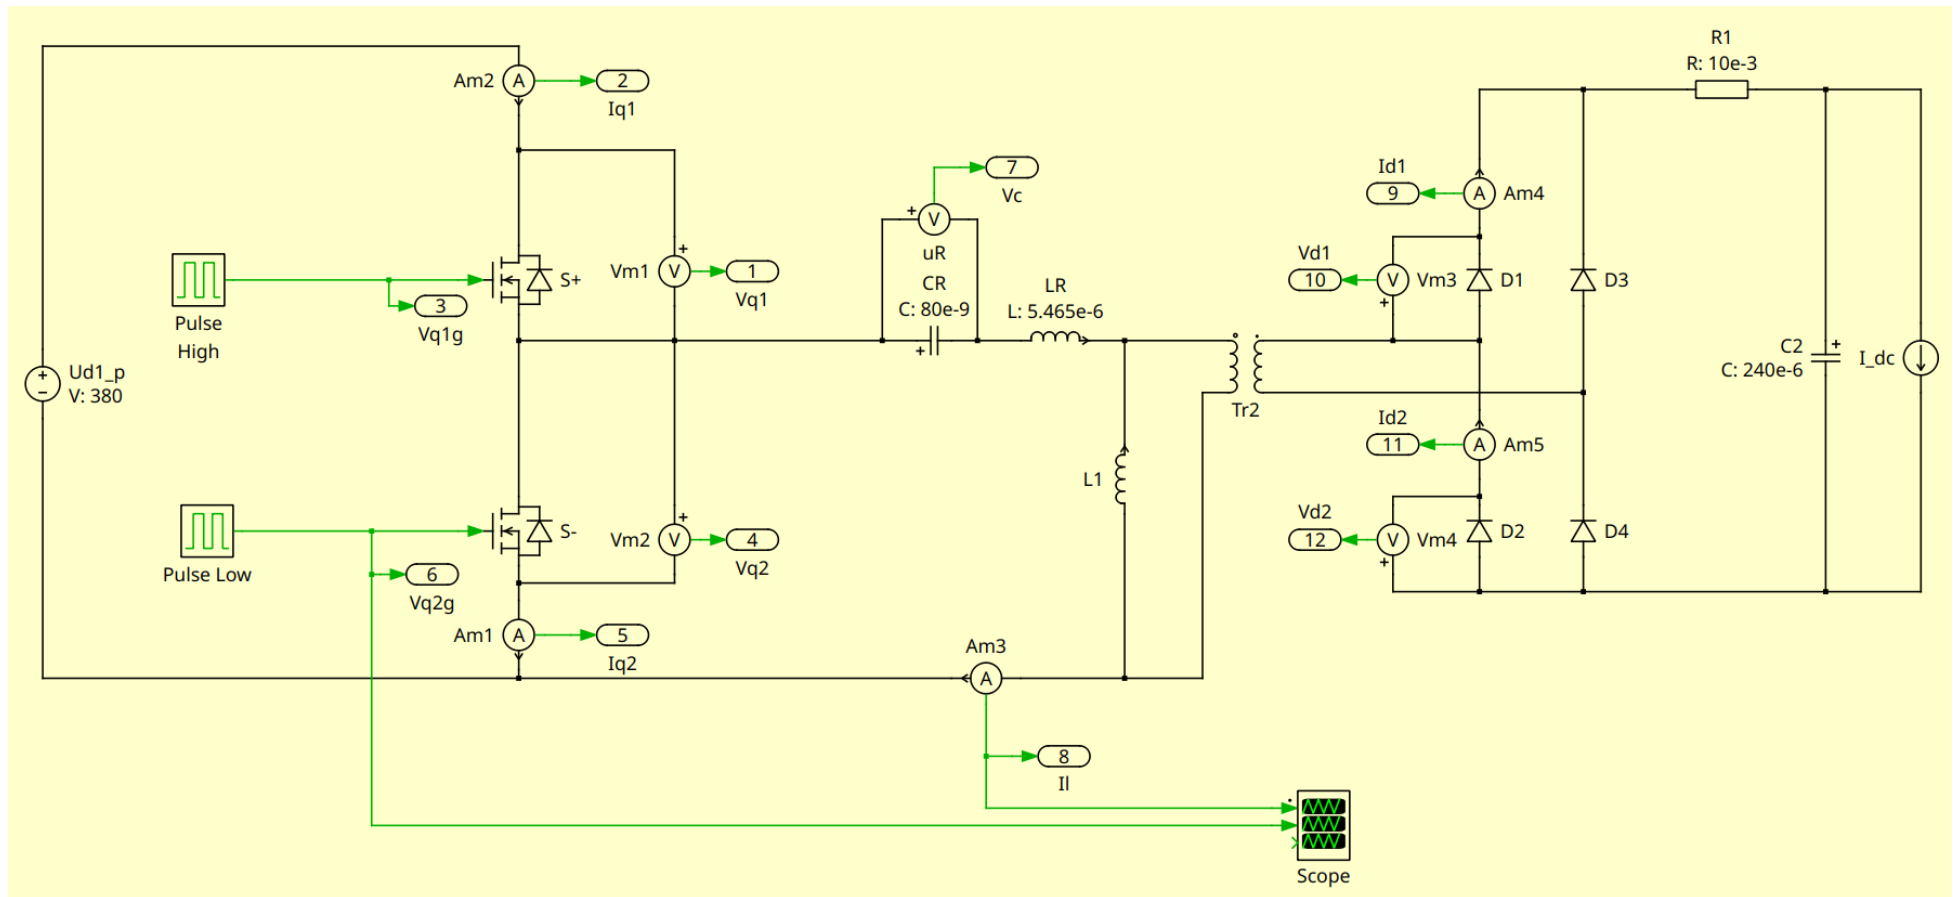 R1
R: 10e-3
Am2
A
2
Iq1
7
Vc
Id1
9
A
Am4
+
V
uR
CR
C: 80e-9
+
LR
L: 5.465e-6
Vd1
10
V
Vm3
+
D1
D3
+
Vm1
V
1
Vq1
S+
3
Vq1g
Pulse
High
Ud1_p
V: 380
+
−
Tr2
C2
C: 240e-6
+
I_dc
L1
Id2
11
A
Am5
Vd2
12
V
Vm4
+
D2
D4
+
Vm2
V
4
Vq2
S-
Pulse Low
6
Vq2g
Am1
A
5
Iq2
Am3
A
8
Il
Scope